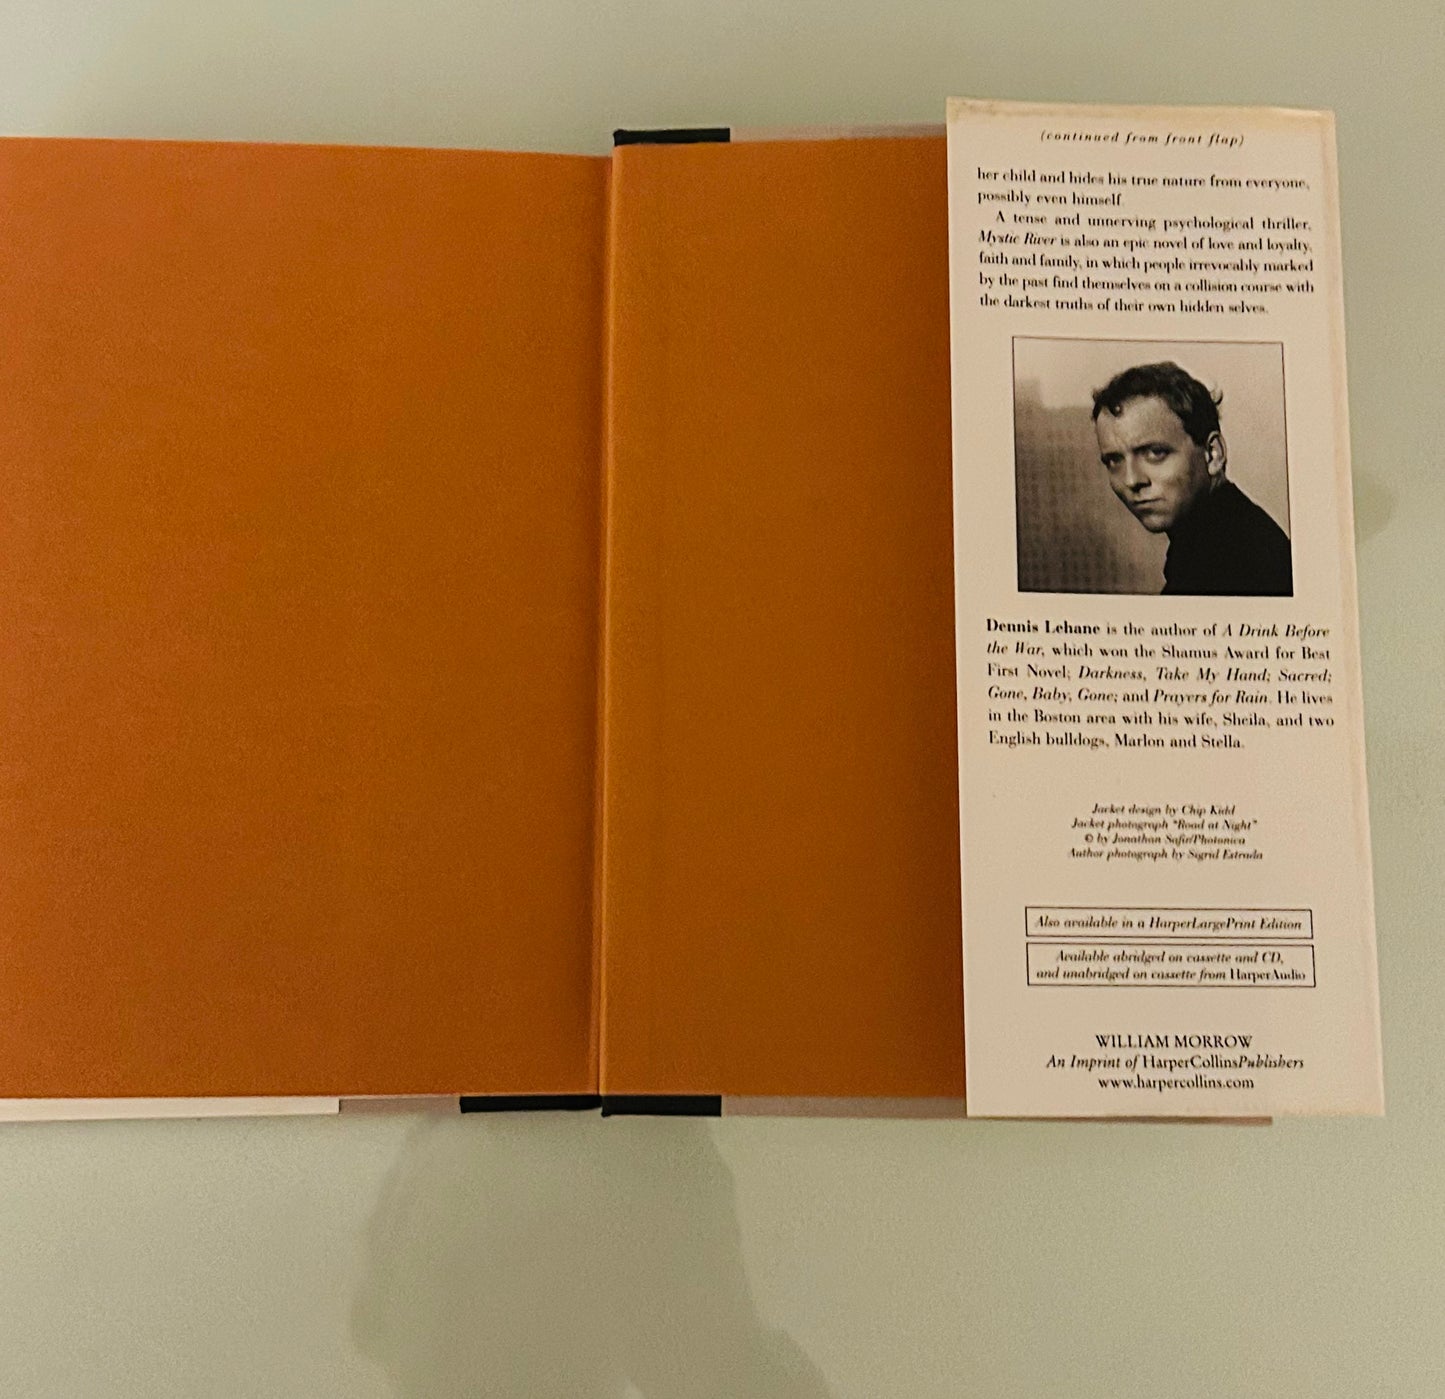 (continued from front flap)
her child and hides his true nature from everyone,
possibly even himself.
A tense and unnerving psychological thriller,
Mystic River is also an epic novel of love and loyalty,
faith and family, in which people irrevocably marked
by the past find themselves on a collision course with
the darkest truths of their own hidden selves.
Dennis Lehane is the author of A Drink Before
the War, which won the Shamus Award for Best
First Novel; Darkness, Take My Hand; Sacred;
Gone, Baby, Gone; and Prayers for Rain. He lives
in the Boston area with his wife, Sheila, and two
English bulldogs, Marlon and Stella.
Jacket design by Chip Kidd
Jacket photograph "Road at Night"
© by Jonathan Safir/Photonica
Author photograph by Sigrid Estrada
Also available in a HarperLargePrint Edition
Available abridged on cassette and CD,
and unabridged on cassette from HarperAudio
WILLIAM MORROW
An Imprint of HarperCollinsPublishers
www.harpercollins.com